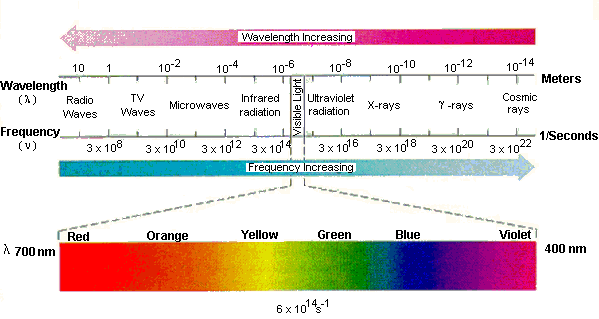 Wavelength Increasing
10 1 10⁻² 10⁻⁴ 10⁻⁶ 10⁻⁸ 10⁻¹⁰ 10⁻¹² 10⁻¹⁴
Wavelength Meters
(λ)
Radio Waves
TV Waves
Microwaves
Infrared radiation
Visible Light
Ultraviolet radiation
X-rays
γ -rays
Cosmic rays
Frequency 1/Seconds
(ν)
3 x 10⁸ 3 x 10¹⁰ 3 x 10¹² 3 x 10¹⁴ 3 x 10¹⁶ 3 x 10¹⁸ 3 x 10²⁰ 3 x 10²²
Frequency Increasing
Red Orange Yellow Green Blue Violet
λ 700 nm 400 nm
6 x 10¹⁴s⁻¹